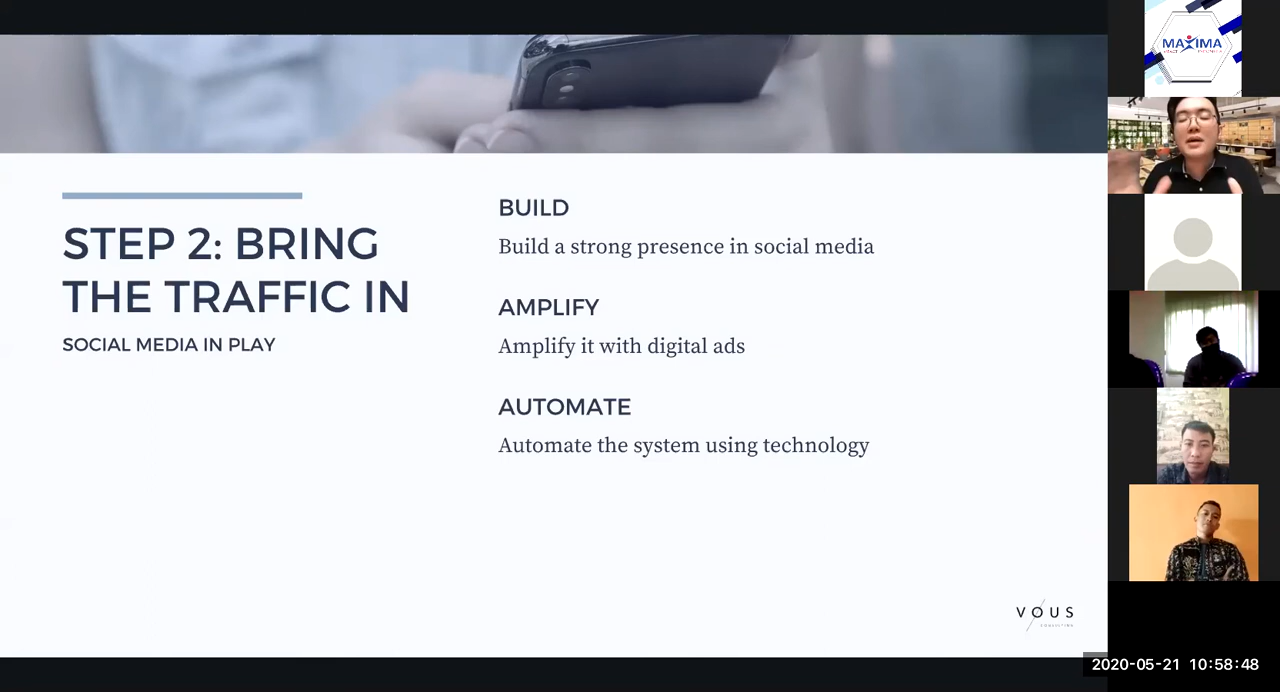 STEP 2: BRING
THE TRAFFIC IN
SOCIAL MEDIA IN PLAY
BUILD
Build a strong presence in social media
AMPLIFY
Amplify it with digital ads
AUTOMATE
Automate the system using technology
VOUS
CONSULTING
MAXIMA
2020-05-21 10:58:48